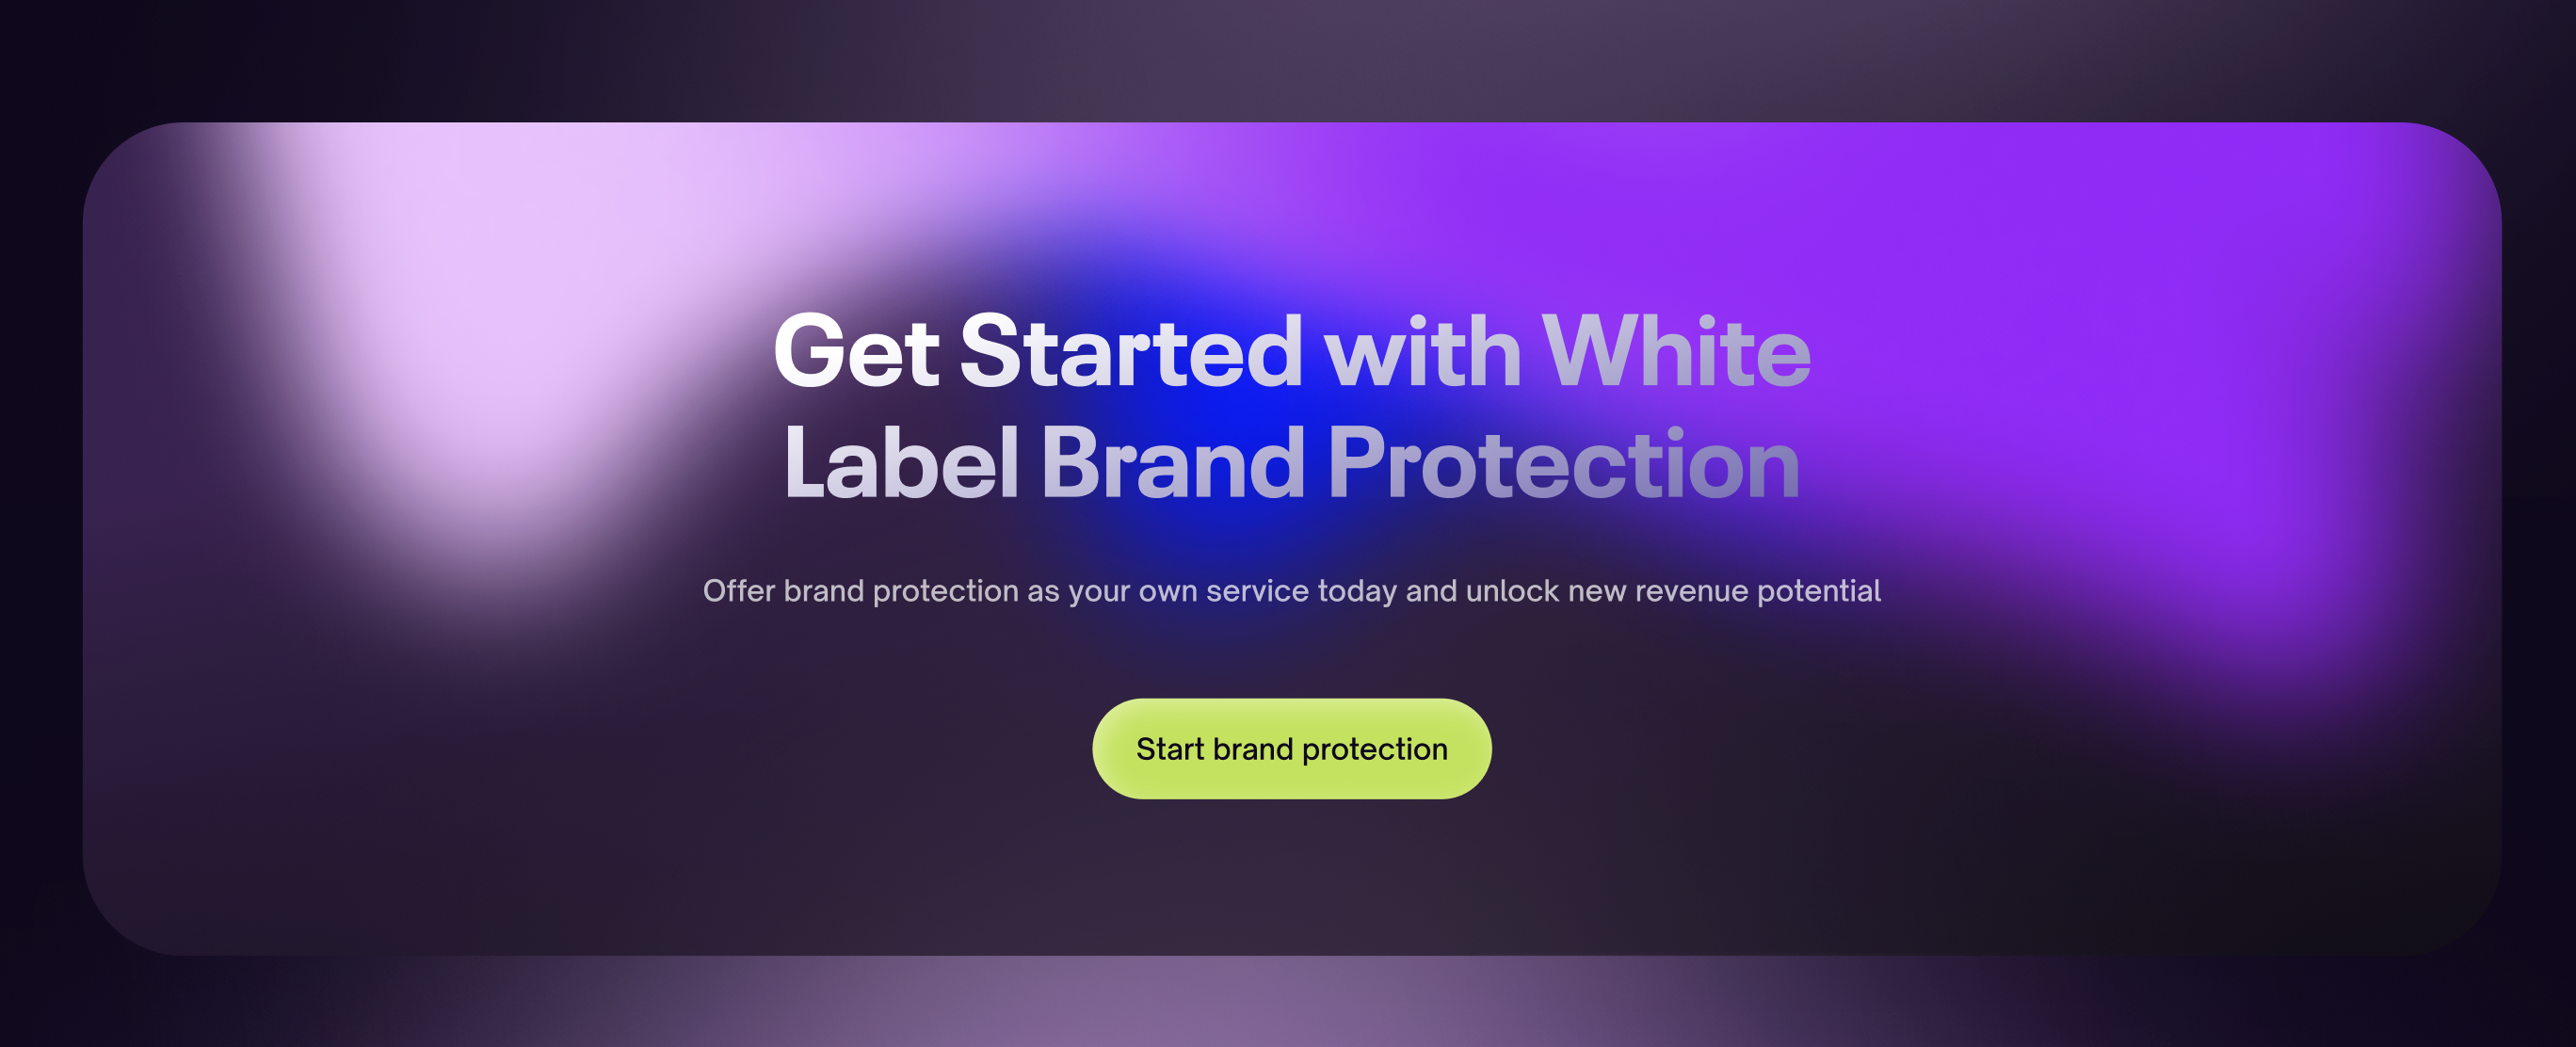 Get Started with White
Label Brand Protection
Offer brand protection as your own service today and unlock new revenue potential
Start brand protection